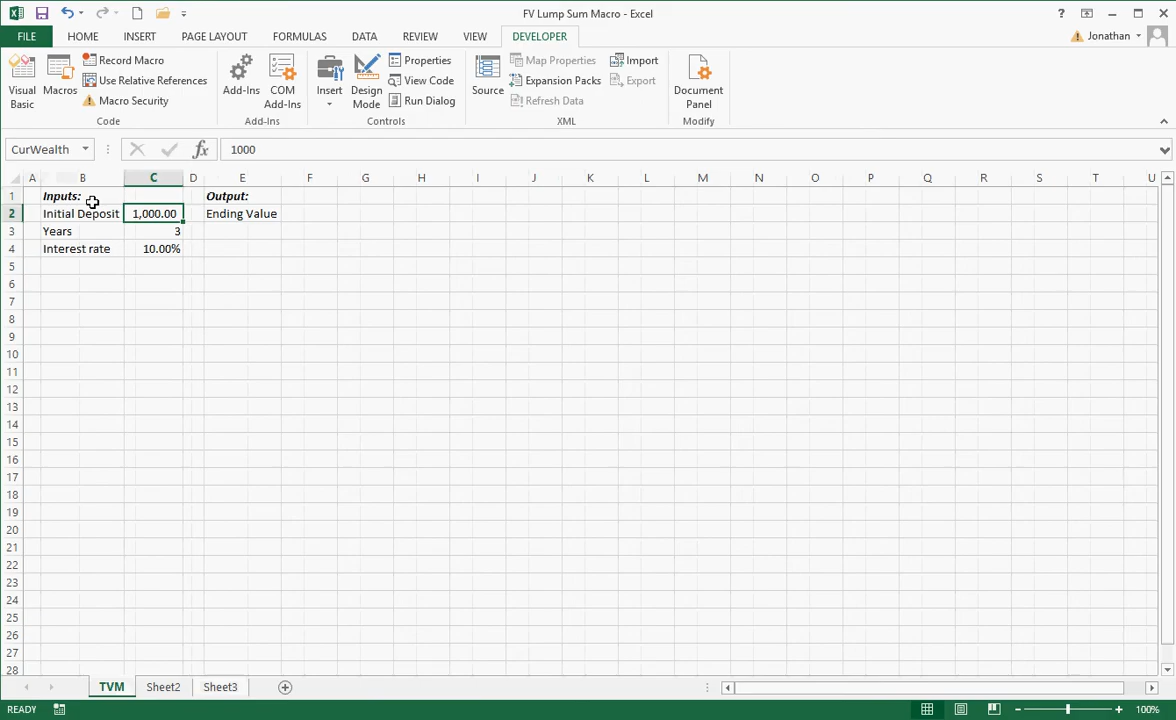 FV Lump Sum Macro - Excel
?
FILE HOME INSERT PAGE LAYOUT FORMULAS DATA REVIEW VIEW DEVELOPER Jonathan
Visual Basic
Macros
Record Macro
Use Relative References
Macro Security
Code
Add-Ins
COM Add-Ins
Add-Ins
Insert
Design Mode
Properties
View Code
Run Dialog
Controls
Source
Map Properties
Expansion Packs
Refresh Data
Import
Export
XML
Document Panel
Modify
CurWealth fx 1000
A B C D E F G H I J K L M N O P Q R S T U
1 Inputs: Output:
2 Initial Deposit 1,000.00 Ending Value
3 Years 3
4 Interest rate 10.00%
5
6
7
8
9
10
11
12
13
14
15
16
17
18
19
20
21
22
23
24
25
26
27
28
TVM Sheet2 Sheet3
READY 100%